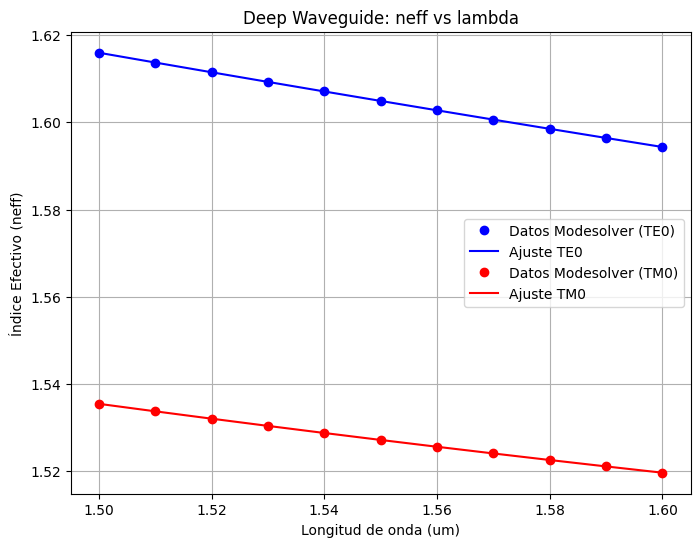 Deep Waveguide: neff vs lambda
1.62
1.60
1.58
1.56
1.54
1.52
Índice Efectivo (neff)
Datos Modesolver (TE0)
Ajuste TE0
Datos Modesolver (TM0)
Ajuste TM0
1.50
1.52
1.54
1.56
1.58
1.60
Longitud de onda (um)